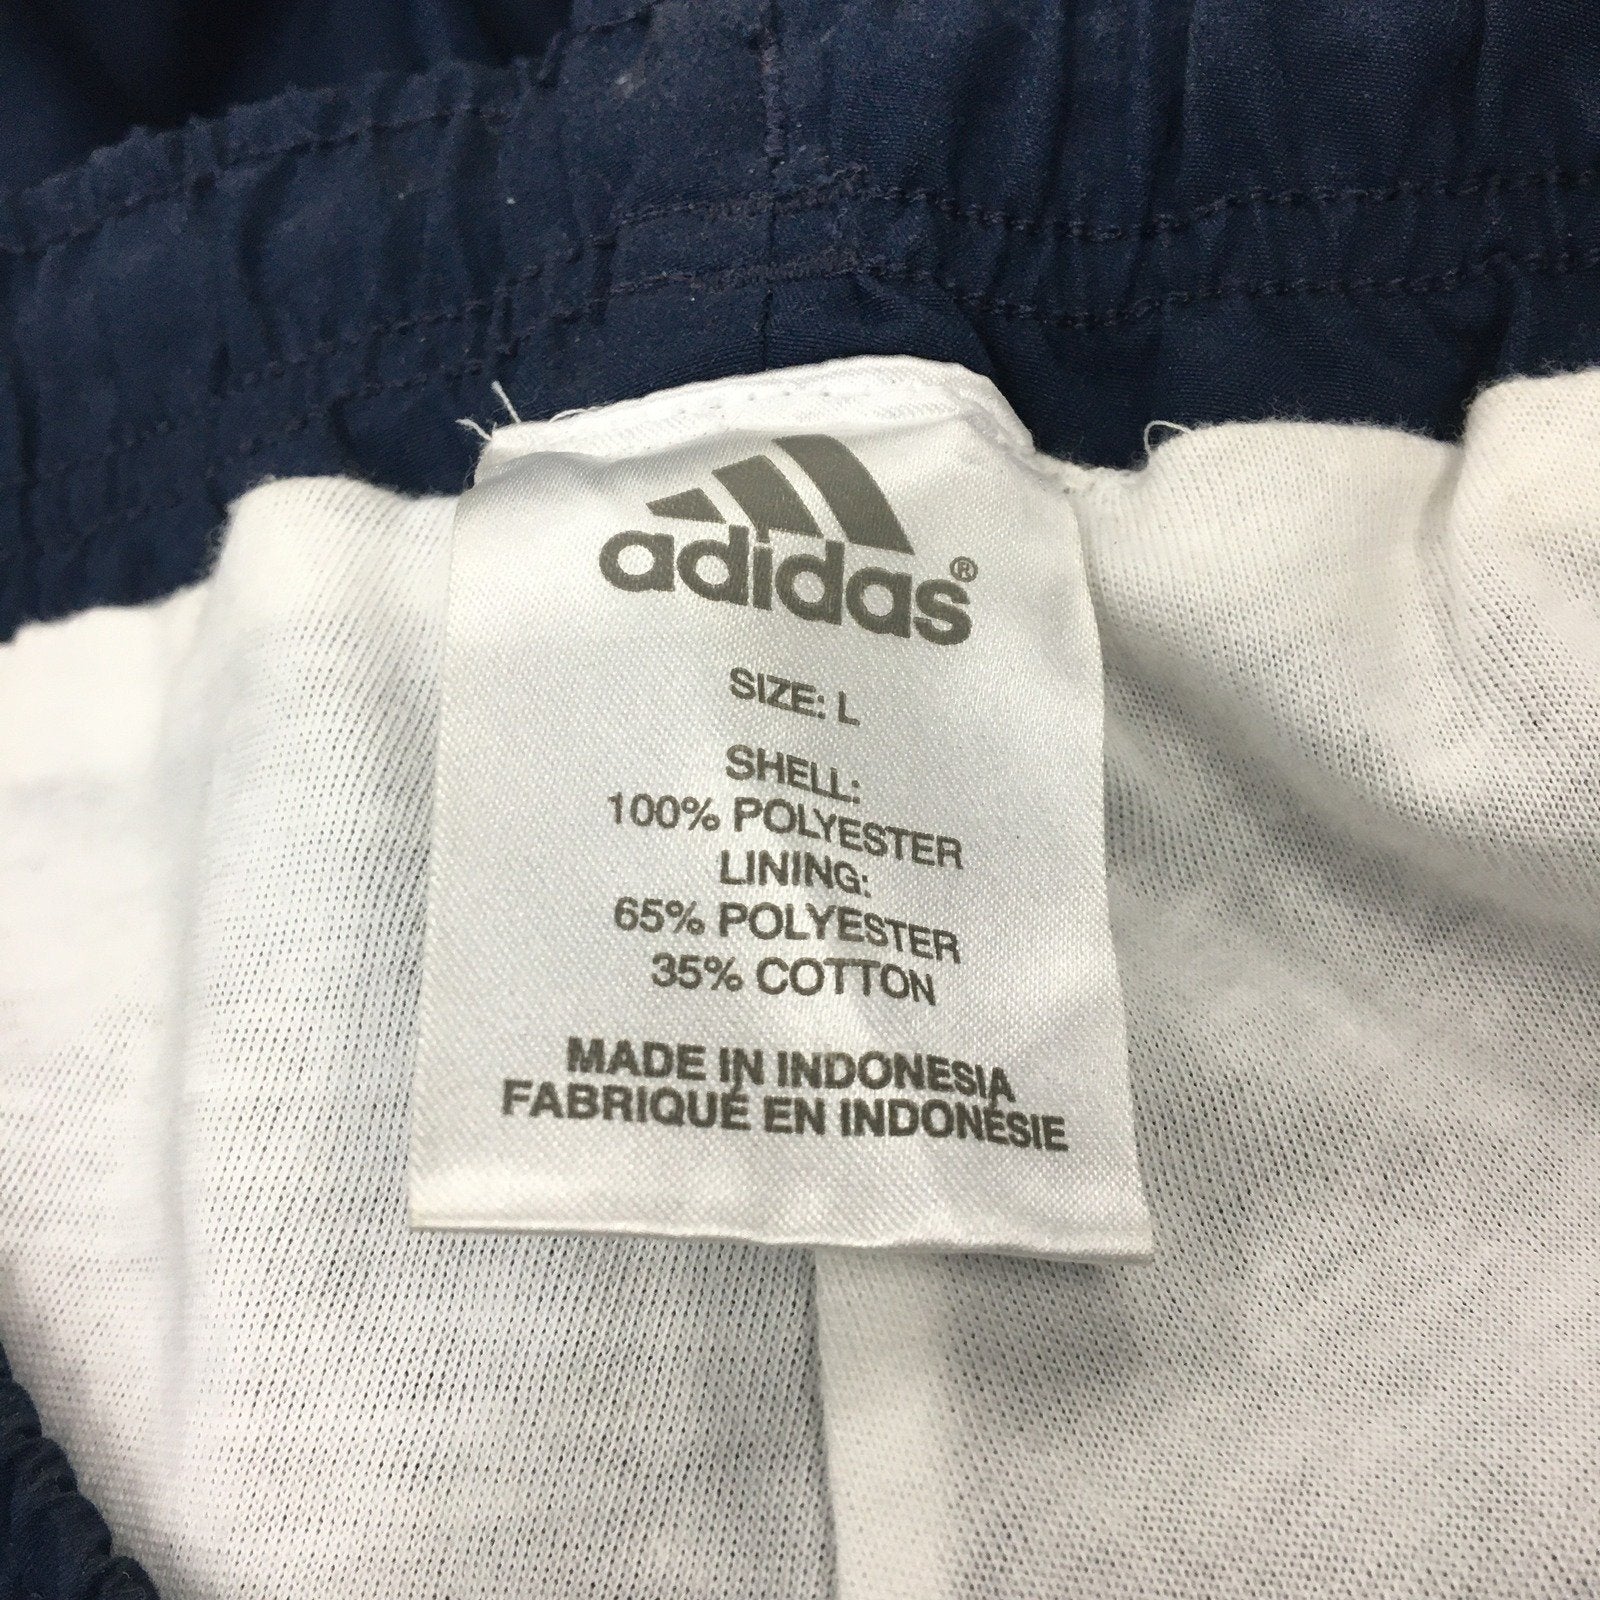 adidas®
SIZE: L
SHELL:
100% POLYESTER
LINING:
65% POLYESTER
35% COTTON
MADE IN INDONESIA
FABRIQUÉ EN INDONÉSIE